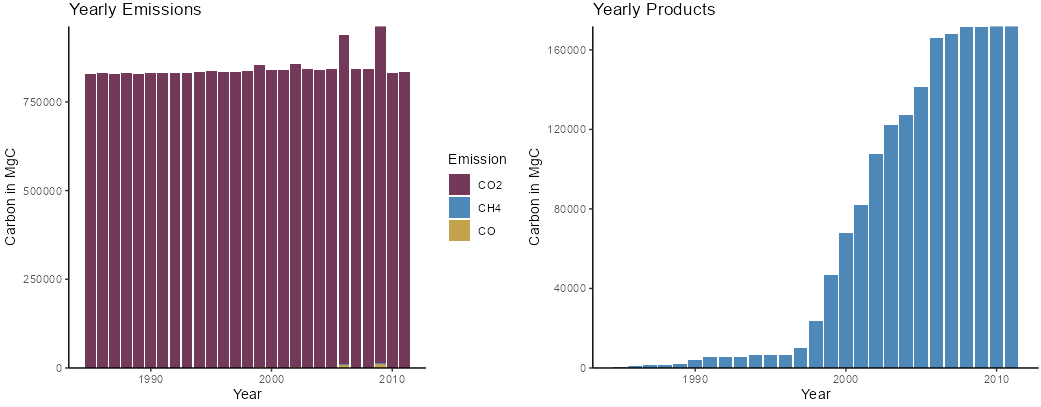 Yearly Emissions
Carbon in MgC
750000
500000
250000
0
1990
2000
2010
Year
Emission
CO2
CH4
CO
Yearly Products
Carbon in MgC
160000
120000
80000
40000
0
1990
2000
2010
Year